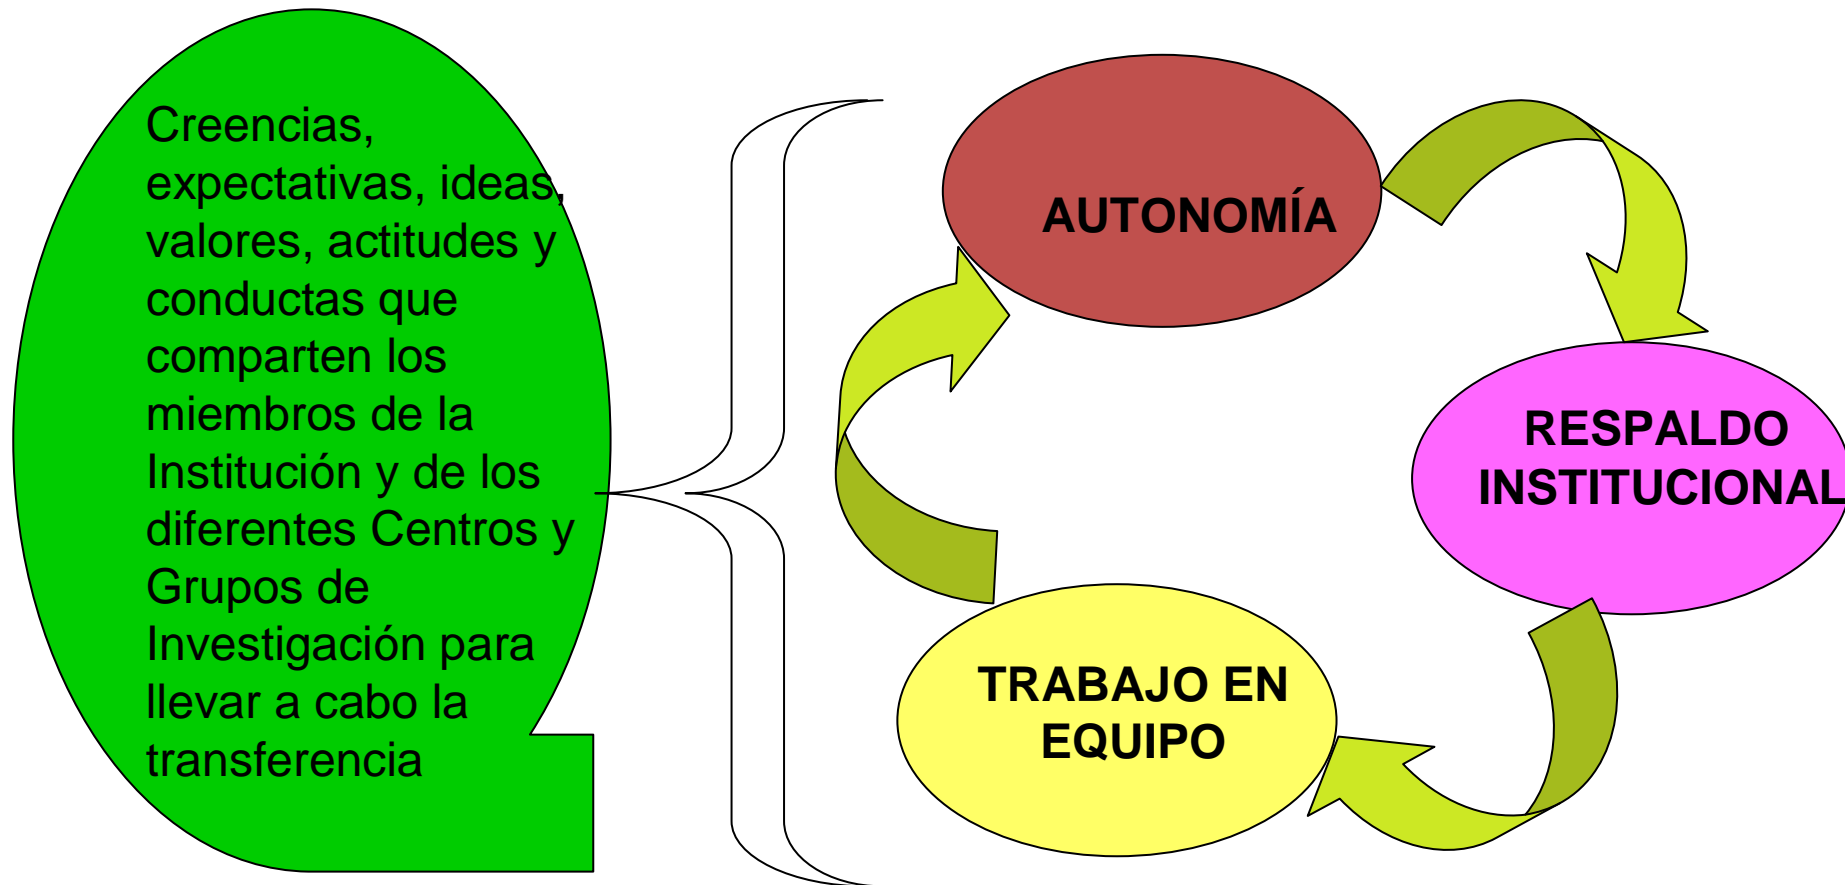 Creencias,
expectativas, ideas,
valores, actitudes y
conductas que
comparten los
miembros de la
Institución y de los
diferentes Centros y
Grupos de
Investigación para
llevar a cabo la
transferencia
AUTONOMÍA
RESPALDO
INSTITUCIONAL
TRABAJO EN
EQUIPO